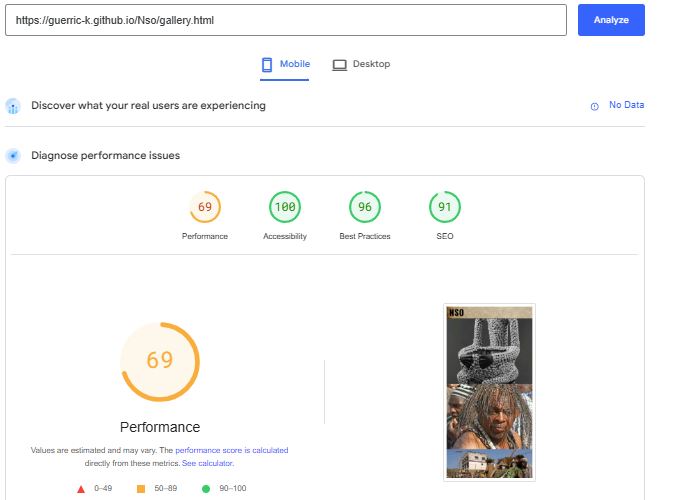 https://guerric-k.github.io/Nso/gallery.html
Analyze
Mobile
Desktop
Discover what your real users are experiencing
No Data
Diagnose performance issues
69
100
96
91
Performance
Accessibility
Best Practices
SEO
NSO
69
Performance
Values are estimated and may vary. The performance score is calculated
directly from these metrics. See calculator.
0–49
50–89
90–100